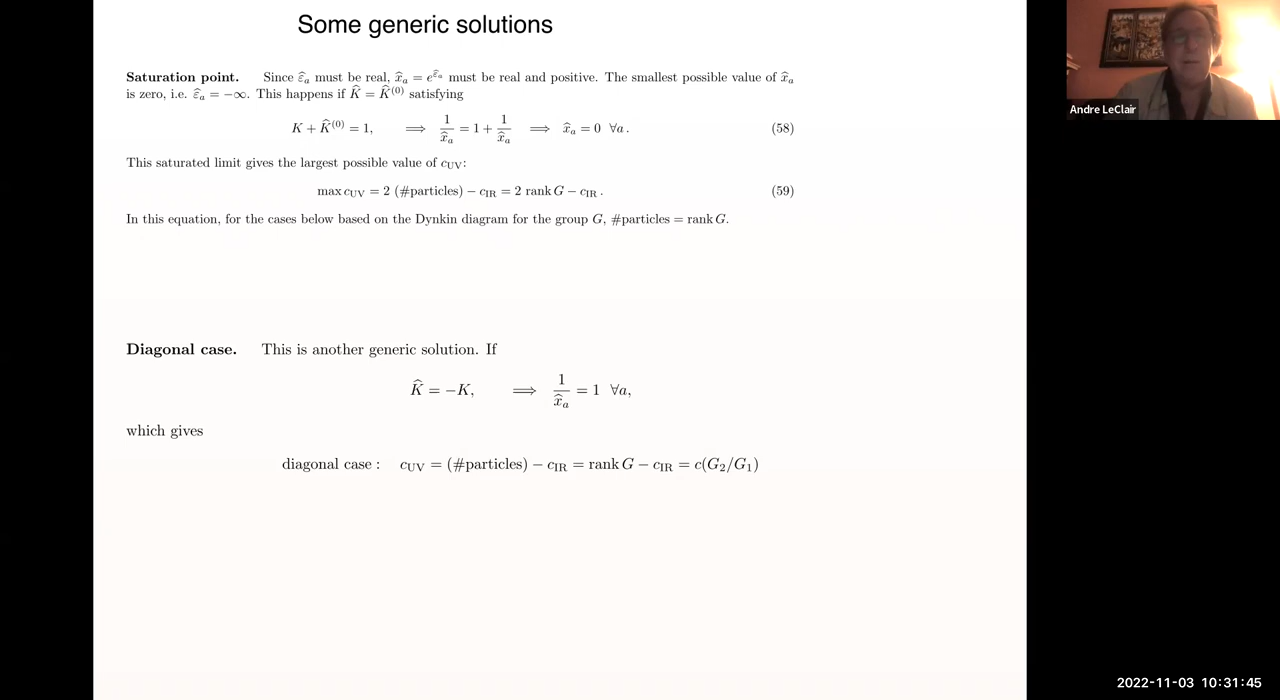 Some generic solutions
Saturation point. Since ε̂ₐ must be real, x̂ₐ = e^{ε̂ₐ} must be real and positive. The smallest possible value of x̂ₐ
is zero, i.e. ε̂ₐ = −∞. This happens if K̂ = K̂⁽⁰⁾ satisfying
K + K̂⁽⁰⁾ = 1, ⟹ 1/x̂ₐ = 1 + 1/x̂ₐ ⟹ x̂ₐ = 0 ∀a. (58)
This saturated limit gives the largest possible value of c_UV:
max c_UV = 2 (#particles) − c_IR = 2 rank G − c_IR . (59)
In this equation, for the cases below based on the Dynkin diagram for the group G, #particles = rank G.
Diagonal case. This is another generic solution. If
K̂ = −K, ⟹ 1/x̂ₐ = 1 ∀a,
which gives
diagonal case : c_UV = (#particles) − c_IR = rank G − c_IR = c(G₂/G₁)
Andre LeClair
2022-11-03 10:31:45